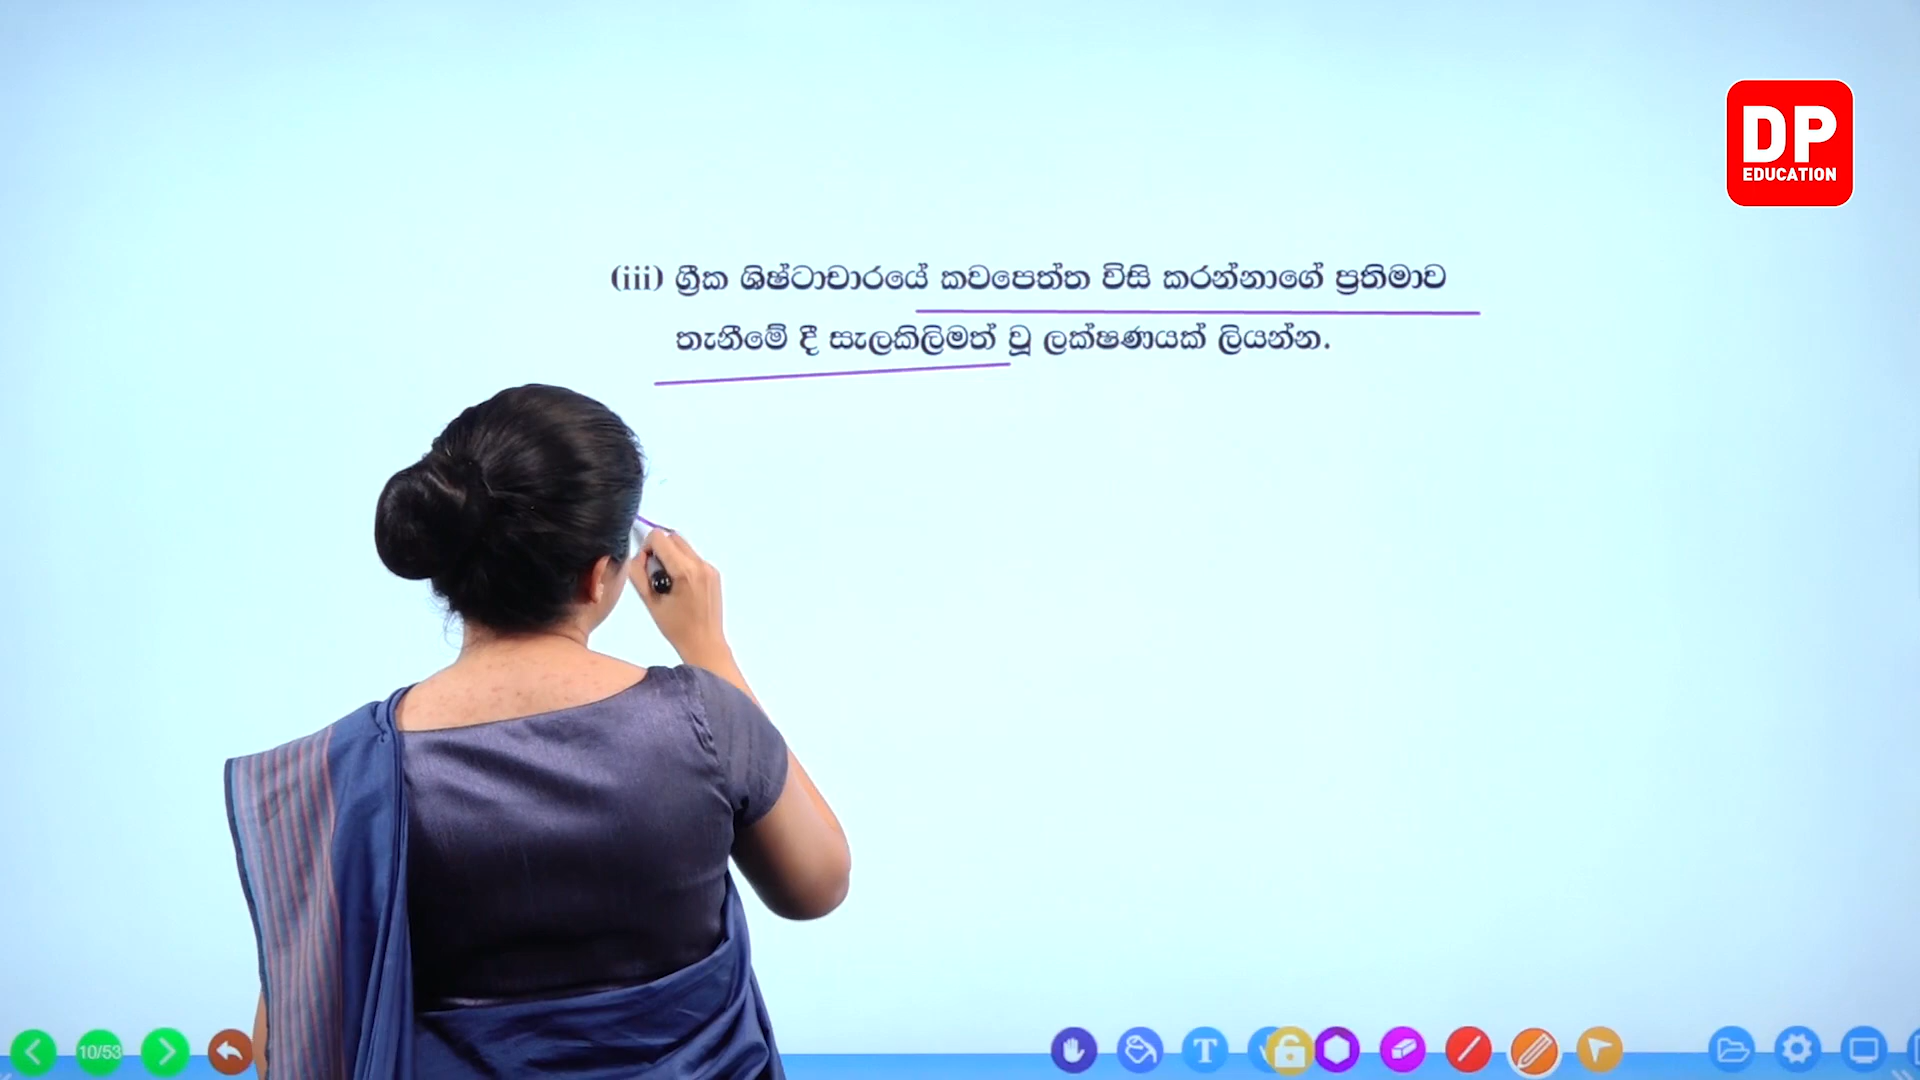 DP
EDUCATION
(iii) ග්‍රීක ශිෂ්ටාචාරයේ කවපෙත්ත විසි කරන්නාගේ ප්‍රතිමාව
තැනීමේ දී සැලකිලිමත් වූ ලක්ෂණයක් ලියන්න.
10/53
T